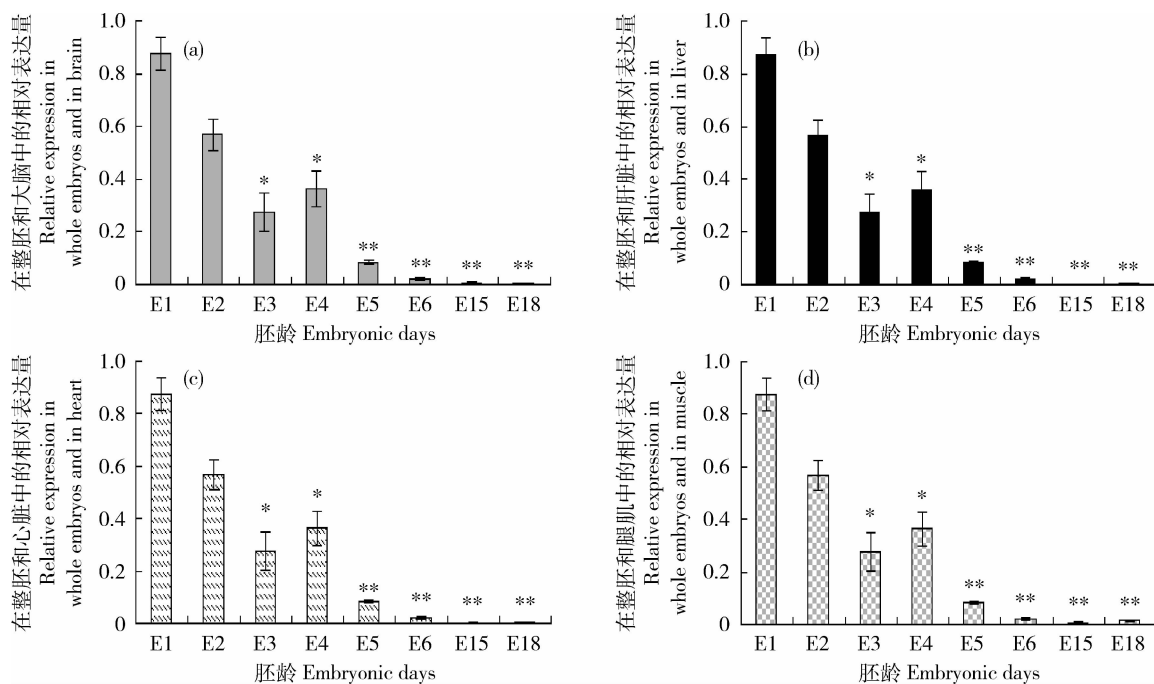 在整胚和大脑中的相对表达量
Relative expression in
whole embryos and in brain
1.0
0.8
0.6
0.4
0.2
0
(a)
*
*
**
**
**
**
E1 E2 E3 E4 E5 E6 E15 E18
胚龄 Embryonic days
在整胚和肝脏中的相对表达量
Relative expression in
whole embryos and in liver
1.0
0.8
0.6
0.4
0.2
0
(b)
*
*
**
**
**
**
E1 E2 E3 E4 E5 E6 E15 E18
胚龄 Embryonic days
在整胚和心脏中的相对表达量
Relative expression in
whole embryos and in heart
1.0
0.8
0.6
0.4
0.2
0
(c)
*
*
**
**
**
**
E1 E2 E3 E4 E5 E6 E15 E18
胚龄 Embryonic days
在整胚和腿肌中的相对表达量
Relative expression in
whole embryos and in muscle
1.0
0.8
0.6
0.4
0.2
0
(d)
*
*
**
**
**
**
E1 E2 E3 E4 E5 E6 E15 E18
胚龄 Embryonic days